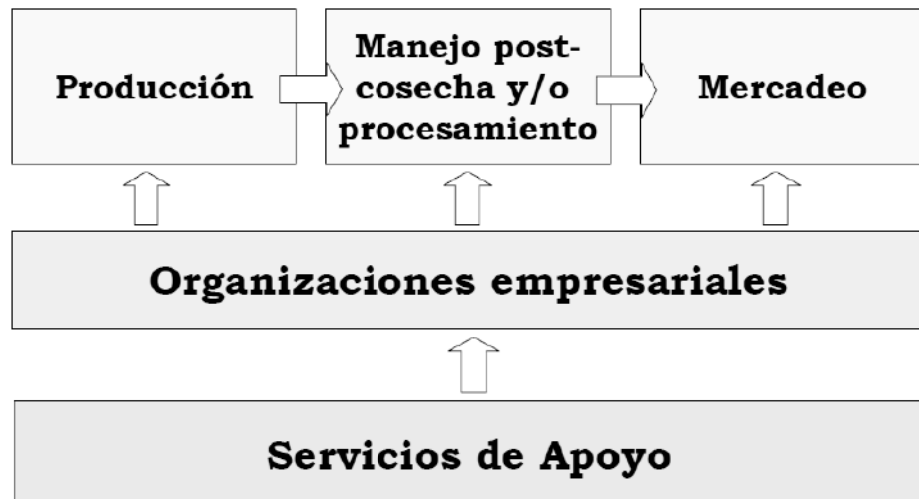 Producción
Manejo post-
cosecha y/o
procesamiento
Mercadeo
Organizaciones empresariales
Servicios de Apoyo